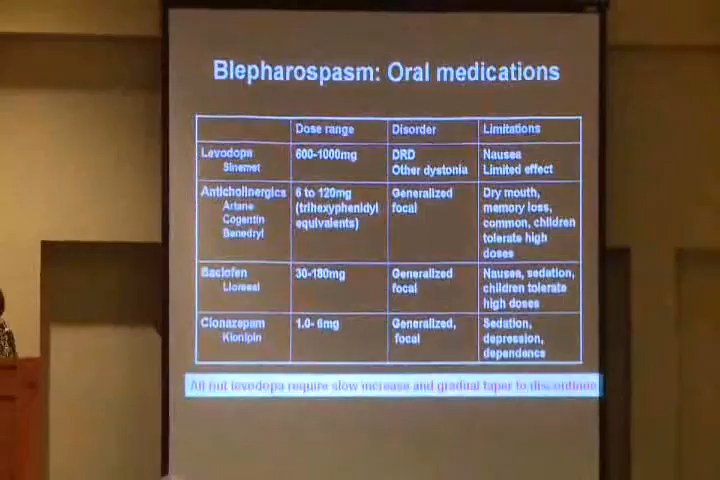 Blepharospasm: Oral medications
Dose range Disorder Limitations
Levodopa 600-1000mg DRD Nausea
Sinemet Other dystonia Limited effect
Anticholinergics 6 to 120mg Generalized Dry mouth,
Artane (trihexyphenidyl focal memory loss,
Cogentin equivalents) common, children
Benedryl tolerate high
doses
Baclofen 30-180mg Generalized Nausea, sedation,
Lioresal focal children tolerate
high doses
Clonazepam 1.0- 6mg Generalized, Sedation,
Klonipin focal depression,
dependence
All but levodopa require slow increase and gradual taper to discontinue